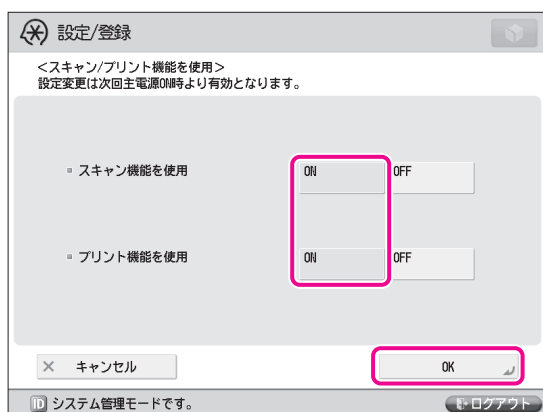 設定/登録
<スキャン/プリント機能を使用>
設定変更は次回主電源ON時より有効となります。
スキャン機能を使用 ON OFF
プリント機能を使用 ON OFF
× キャンセル OK
ID システム管理モードです。 ログアウト